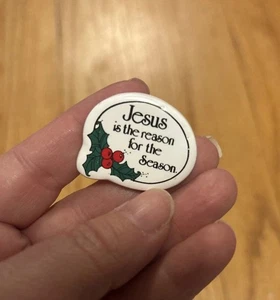 Jesus
is the reason
for the
Season